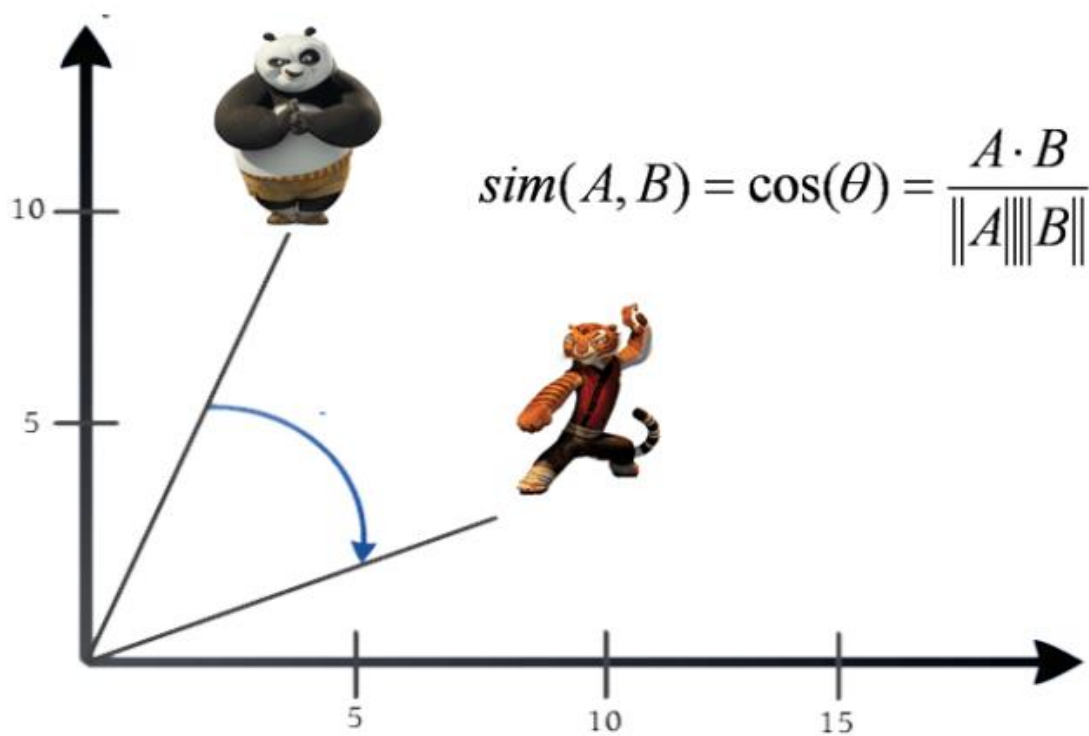 10
sim(A, B) = cos(θ) = A · B / ‖A‖‖B‖
5
5 10 15